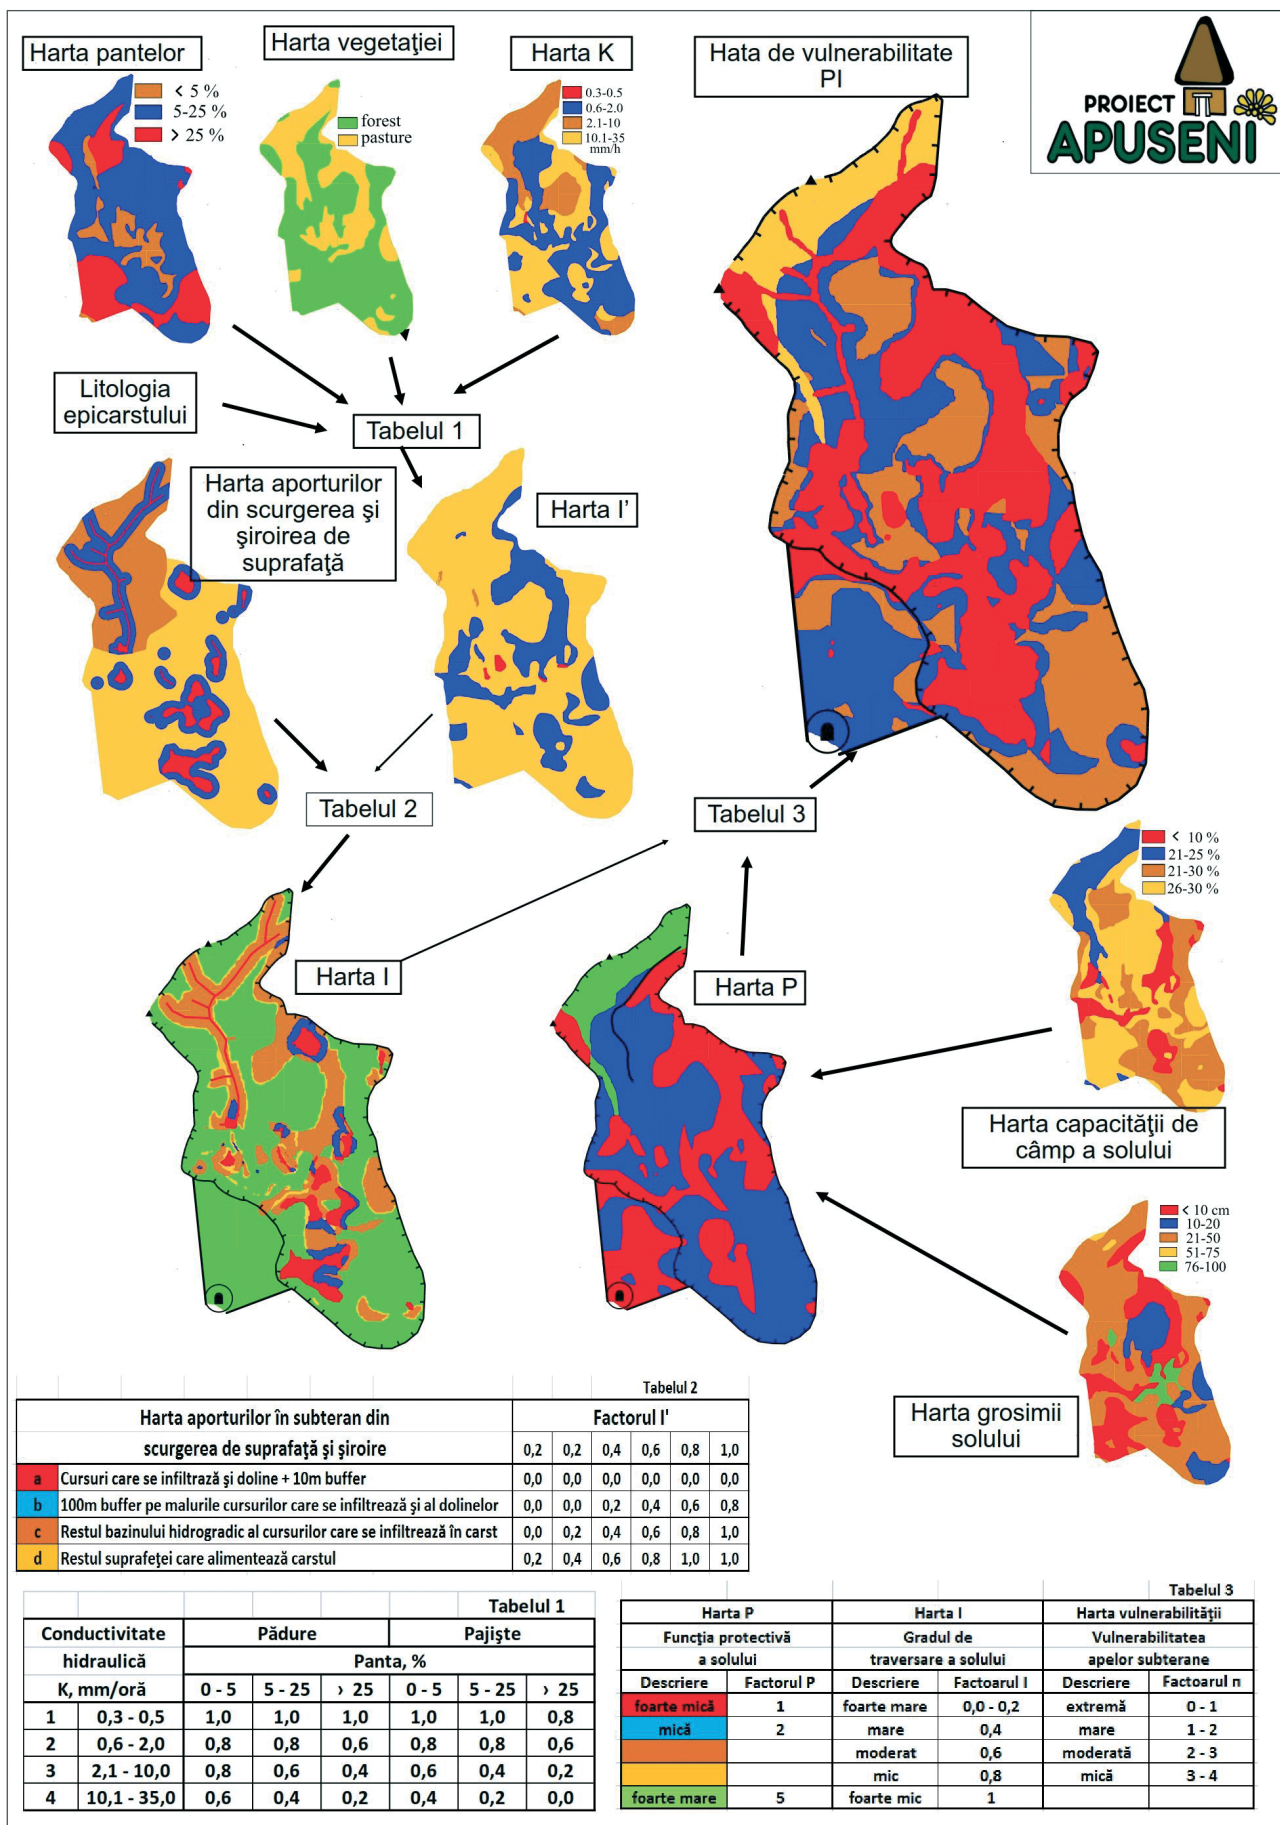 Harta pantelor
< 5 %
5-25 %
> 25 %
Harta vegetaţiei
forest
pasture
Harta K
0.3-0.5
0.6-2.0
2.1-10
10.1-35
mm/h
Hata de vulnerabilitate
PI
PROIECT
APUSENI
Litologia
epicarstului
Tabelul 1
Harta aporturilor
din scurgerea şi
şiroirea de
suprafaţă
Harta I'
Tabelul 2
Tabelul 3
< 10 %
21-25 %
21-30 %
26-30 %
Harta I
Harta P
Harta capacităţii de
câmp a solului
< 10 cm
10-20
21-50
51-75
76-100
Harta grosimii
solului
Tabelul 2
Harta aporturilor în subteran din Factorul I'
scurgerea de suprafaţă şi şiroire 0,2 0,2 0,4 0,6 0,8 1,0
a Cursuri care se infiltrază şi doline + 10m buffer 0,0 0,0 0,0 0,0 0,0 0,0
b 100m buffer pe malurile cursurilor care se infiltrează şi al dolinelor 0,0 0,0 0,2 0,4 0,6 0,8
c Restul bazinului hidrogradic al cursurilor care se infiltrează în carst 0,0 0,2 0,4 0,6 0,8 1,0
d Restul suprafeţei care alimentează carstul 0,2 0,4 0,6 0,8 1,0 1,0
Tabelul 1
Conductivitate Pădure Pajişte
hidraulică Panta, %
K, mm/oră 0 - 5 5 - 25 > 25 0 - 5 5 - 25 > 25
1 0,3 - 0,5 1,0 1,0 1,0 1,0 1,0 0,8
2 0,6 - 2,0 0,8 0,8 0,6 0,8 0,8 0,6
3 2,1 - 10,0 0,8 0,6 0,4 0,6 0,4 0,2
4 10,1 - 35,0 0,6 0,4 0,2 0,4 0,2 0,0
Tabelul 3
Harta P Harta I Harta vulnerabilităţii
Funcţia protectivă Gradul de Vulnerabilitatea
a solului traversare a solului apelor subterane
Descriere Factorul P Descriere Factoarul I Descriere Factoarul п
foarte mică 1 foarte mare 0,0 - 0,2 extremă 0 - 1
mică 2 mare 0,4 mare 1 - 2
moderat 0,6 moderată 2 - 3
mic 0,8 mică 3 - 4
foarte mare 5 foarte mic 1